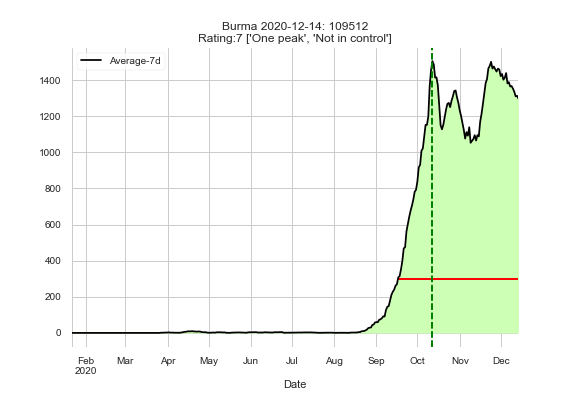 Burma 2020-12-14: 109512
Rating:7 ['One peak', 'Not in control']
Average-7d
1400
1200
1000
800
600
400
200
0
Feb Mar Apr May Jun Jul Aug Sep Oct Nov Dec
2020
Date